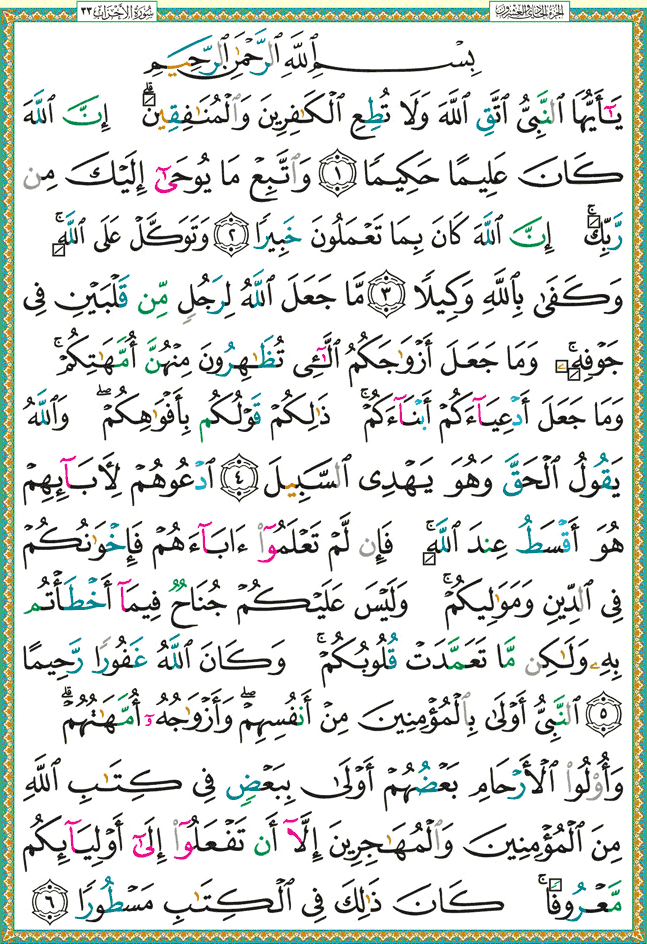 الجزء الحادي والعشرون سورة الأحزاب ٣٣
بِسْمِ ٱللَّهِ ٱلرَّحْمَٰنِ ٱلرَّحِيمِ
يَٰٓأَيُّهَا ٱلنَّبِىُّ ٱتَّقِ ٱللَّهَ وَلَا تُطِعِ ٱلْكَٰفِرِينَ وَٱلْمُنَٰفِقِينَ ۗ إِنَّ ٱللَّهَ
كَانَ عَلِيمًا حَكِيمًا ١ وَٱتَّبِعْ مَا يُوحَىٰٓ إِلَيْكَ مِن
رَّبِّكَ ۚ إِنَّ ٱللَّهَ كَانَ بِمَا تَعْمَلُونَ خَبِيرًا ٢ وَتَوَكَّلْ عَلَى ٱللَّهِ ۚ
وَكَفَىٰ بِٱللَّهِ وَكِيلًا ٣ مَّا جَعَلَ ٱللَّهُ لِرَجُلٍ مِّن قَلْبَيْنِ فِى
جَوْفِهِۦ ۚ وَمَا جَعَلَ أَزْوَٰجَكُمُ ٱلَّٰٓـِٔى تُظَٰهِرُونَ مِنْهُنَّ أُمَّهَٰتِكُمْ ۚ
وَمَا جَعَلَ أَدْعِيَآءَكُمْ أَبْنَآءَكُمْ ۚ ذَٰلِكُمْ قَوْلُكُم بِأَفْوَٰهِكُمْ ۖ وَٱللَّهُ
يَقُولُ ٱلْحَقَّ وَهُوَ يَهْدِى ٱلسَّبِيلَ ٤ ٱدْعُوهُمْ لِـَٔابَآئِهِمْ
هُوَ أَقْسَطُ عِندَ ٱللَّهِ ۚ فَإِن لَّمْ تَعْلَمُوٓا۟ ءَابَآءَهُمْ فَإِخْوَٰنُكُمْ
فِى ٱلدِّينِ وَمَوَٰلِيكُمْ ۚ وَلَيْسَ عَلَيْكُمْ جُنَاحٌ فِيمَآ أَخْطَأْتُم
بِهِۦ وَلَٰكِن مَّا تَعَمَّدَتْ قُلُوبُكُمْ ۚ وَكَانَ ٱللَّهُ غَفُورًا رَّحِيمًا
٥ ٱلنَّبِىُّ أَوْلَىٰ بِٱلْمُؤْمِنِينَ مِنْ أَنفُسِهِمْ ۖ وَأَزْوَٰجُهُۥٓ أُمَّهَٰتُهُمْ ۗ
وَأُو۟لُوا۟ ٱلْأَرْحَامِ بَعْضُهُمْ أَوْلَىٰ بِبَعْضٍ فِى كِتَٰبِ ٱللَّهِ
مِنَ ٱلْمُؤْمِنِينَ وَٱلْمُهَٰجِرِينَ إِلَّآ أَن تَفْعَلُوٓا۟ إِلَىٰٓ أَوْلِيَآئِكُم
مَّعْرُوفًا ۚ كَانَ ذَٰلِكَ فِى ٱلْكِتَٰبِ مَسْطُورًا ٦